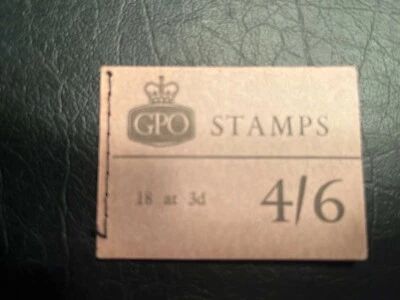 GPO STAMPS
18 at 3d 4/6